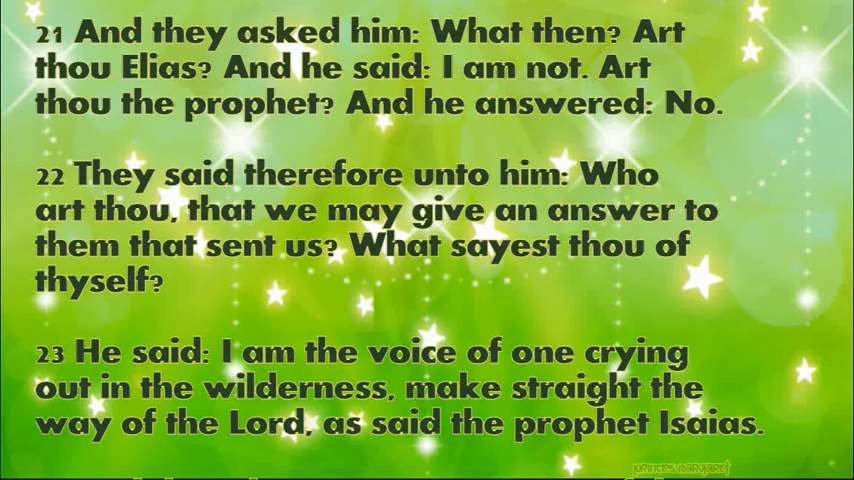 21 And they asked him: What then? Art
thou Elias? And he said: I am not. Art
thou the prophet? And he answered: No.
22 They said therefore unto him: Who
art thou, that we may give an answer to
them that sent us? What sayest thou of
thyself?
23 He said: I am the voice of one crying
out in the wilderness, make straight the
way of the Lord, as said the prophet Isaias.